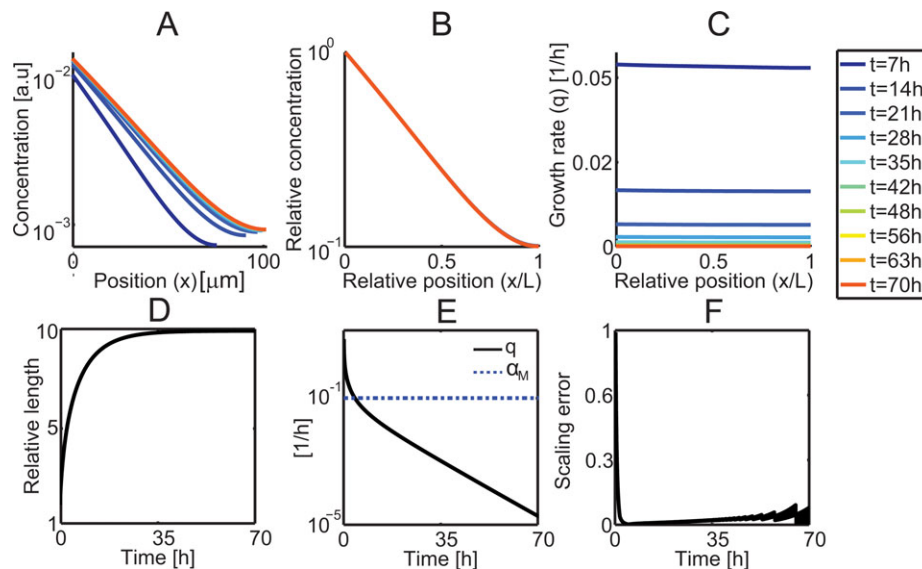 A
B
C
Concentration [a.u]
10⁻²
10⁻³
0
100
Position (x)[μm]
Relative concentration
10⁰
10⁻¹
0
0.5
1
Relative position (x/L)
Growth rate (q) [1/h]
0.05
0.02
0
0
0.5
1
Relative position (x/L)
t=7h
t=14h
t=21h
t=28h
t=35h
t=42h
t=48h
t=56h
t=63h
t=70h
D
E
F
Relative length
10
5
1
0
35
70
Time [h]
[1/h]
10⁻¹
10⁻⁵
q
α_M
0
35
70
Time [h]
Scaling error
1
0.6
0.3
0
0
35
70
Time [h]